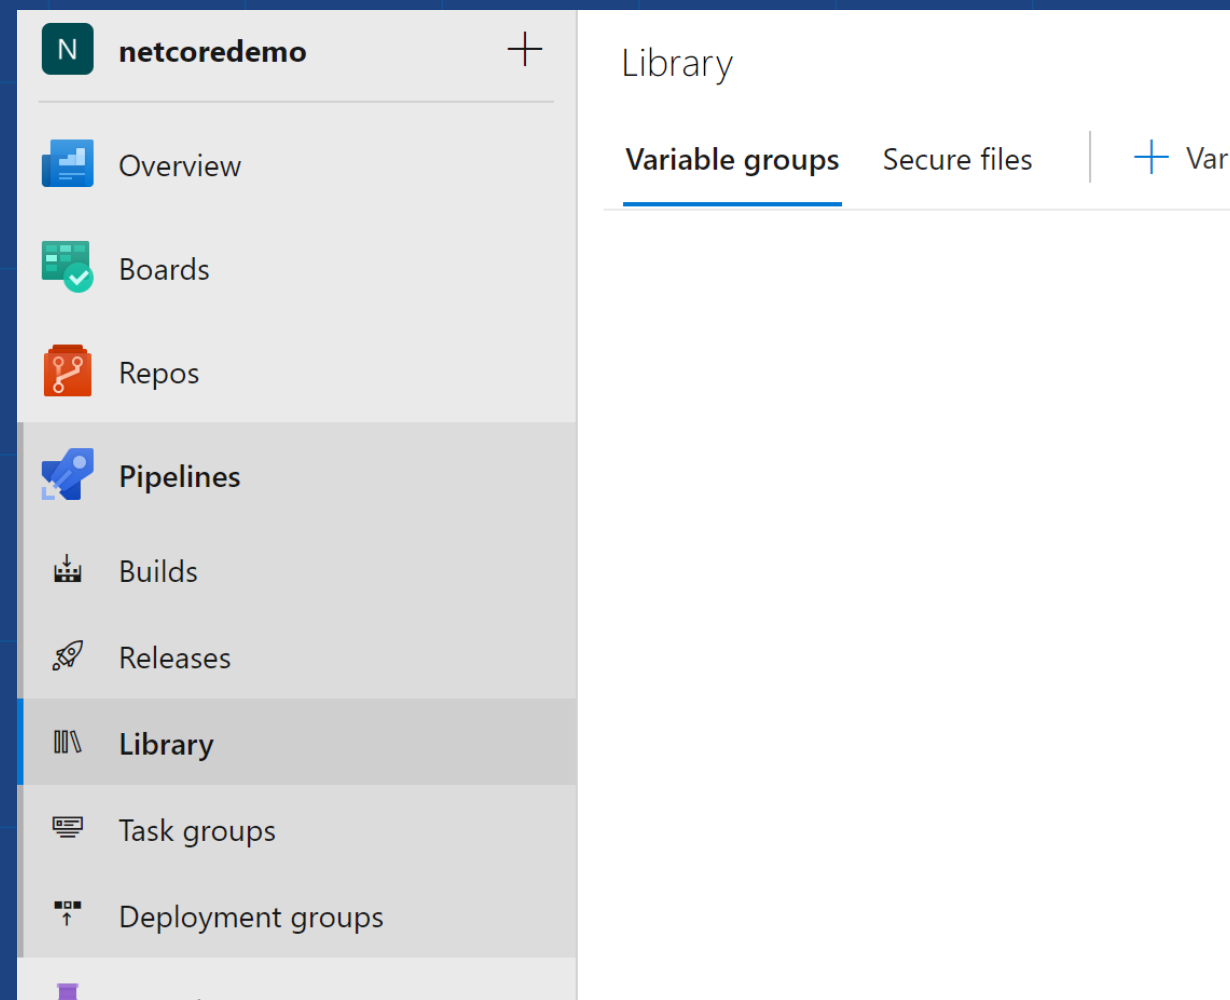 N
netcoredemo
Library
Variable groups
Secure files
Var
Overview
Boards
Repos
Pipelines
Builds
Releases
Library
Task groups
Deployment groups